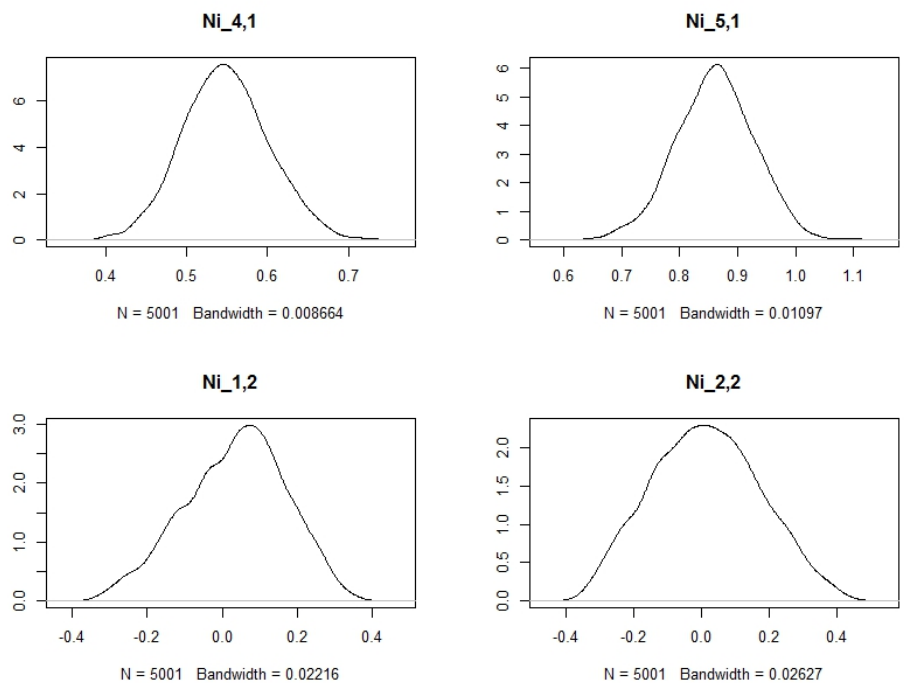 Ni_4,1
6
4
2
0
0.4 0.5 0.6 0.7
N = 5001 Bandwidth = 0.008664
Ni_5,1
6
5
4
3
2
1
0
0.6 0.7 0.8 0.9 1.0 1.1
N = 5001 Bandwidth = 0.01097
Ni_1,2
3.0
2.0
1.0
0.0
-0.4 -0.2 0.0 0.2 0.4
N = 5001 Bandwidth = 0.02216
Ni_2,2
2.0
1.5
1.0
0.5
0.0
-0.4 -0.2 0.0 0.2 0.4
N = 5001 Bandwidth = 0.02627